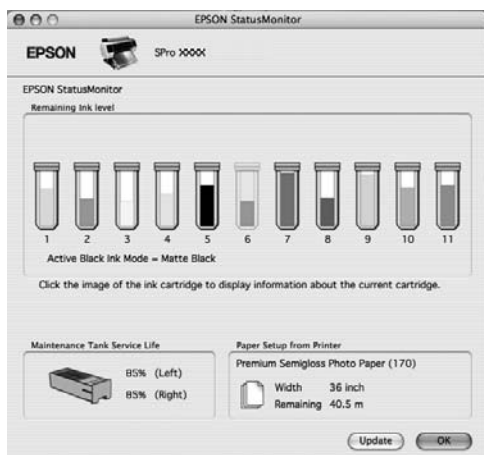 EPSON StatusMonitor
EPSON SPro XXXX
EPSON StatusMonitor
Remaining Ink level
1 2 3 4 5 6 7 8 9 10 11
Active Black Ink Mode = Matte Black
Click the image of the ink cartridge to display information about the current cartridge.
Maintenance Tank Service Life
85% (Left)
85% (Right)
Paper Setup from Printer
Premium Semigloss Photo Paper (170)
Width 36 inch
Remaining 40.5 m
Update OK